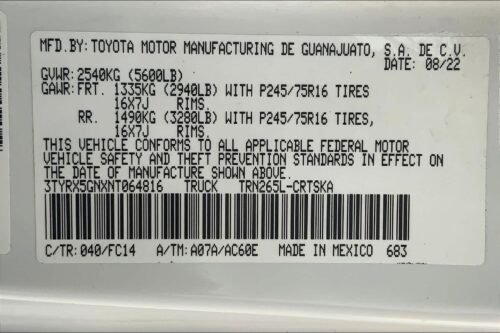 MFD.BY: TOYOTA MOTOR MANUFACTURING DE GUANAJUATO, S.A. DE C.V.
DATE: 08/22
GVWR: 2540KG (5600LB)
GAWR: FRT. 1335KG (2940LB) WITH P245/75R16 TIRES
16X7J RIMS.
RR. 1490KG (3280LB) WITH P245/75R16 TIRES,
16X7J RIMS.
THIS VEHICLE CONFORMS TO ALL APPLICABLE FEDERAL MOTOR
VEHICLE SAFETY AND THEFT PREVENTION STANDARDS IN EFFECT ON
THE DATE OF MANUFACTURE SHOWN ABOVE.
3TYRX5GNXNT064816 TRUCK TRN265L-CRTSKA
C/TR: 040/FC14 A/TM: A07A/AC60E MADE IN MEXICO 683